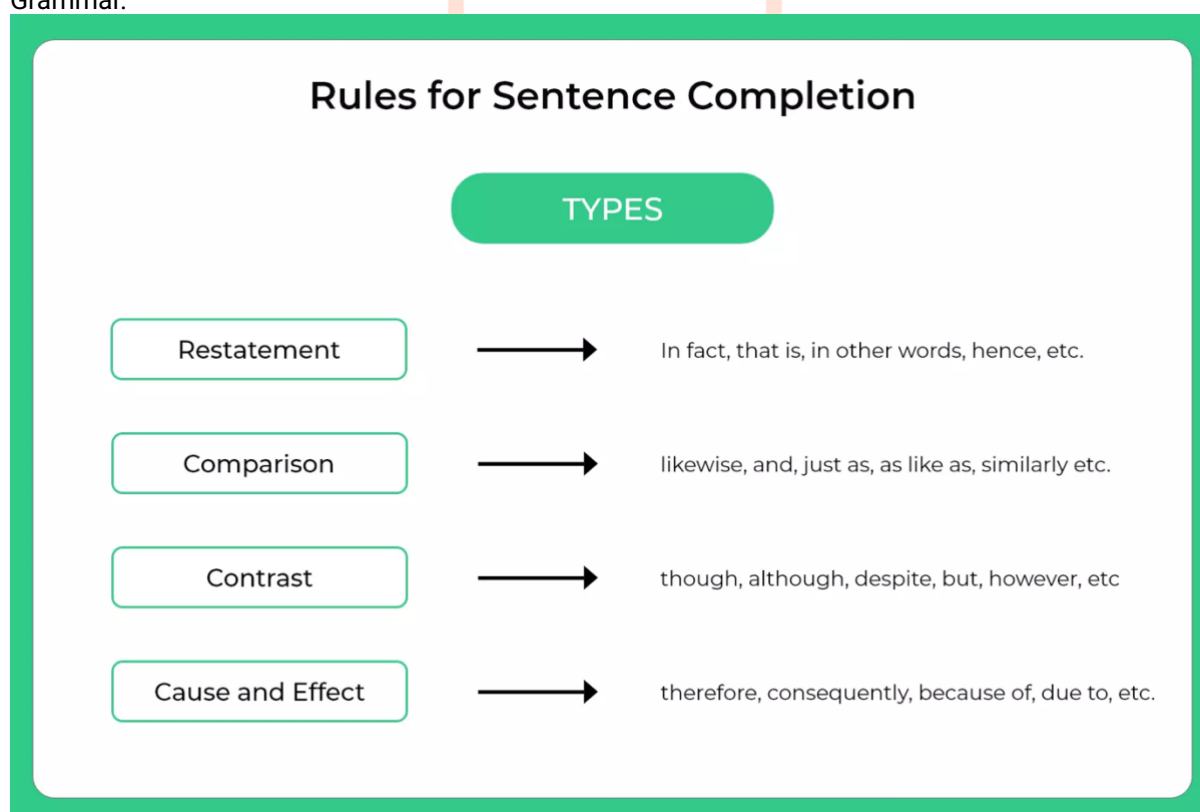 Grammar:
Rules for Sentence Completion
TYPES
Restatement
In fact, that is, in other words, hence, etc.
Comparison
likewise, and, just as, as like as, similarly etc.
Contrast
though, although, despite, but, however, etc
Cause and Effect
therefore, consequently, because of, due to, etc.